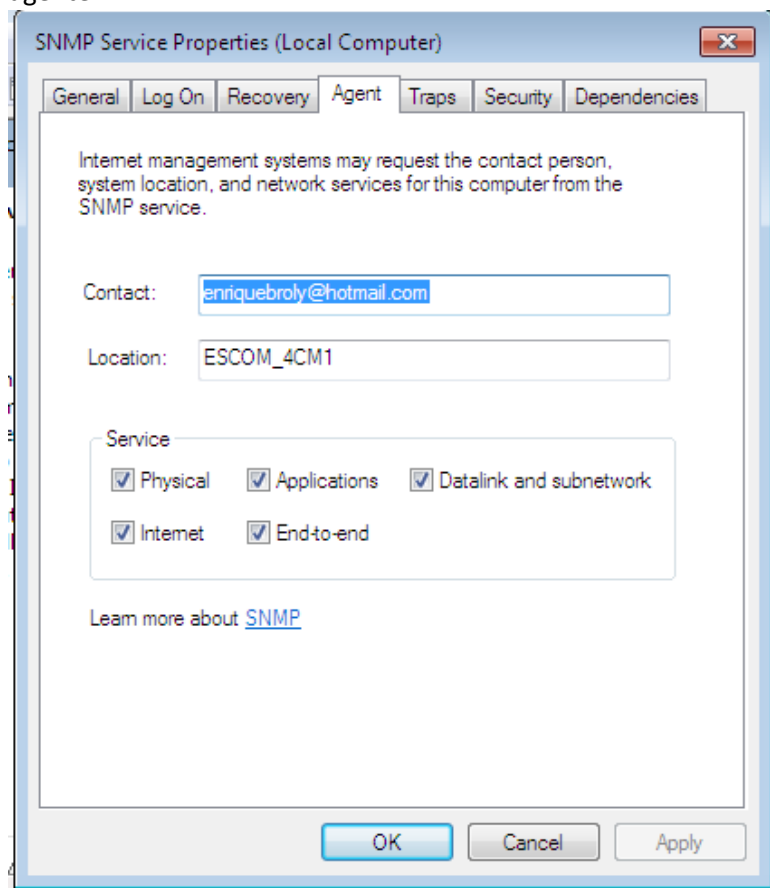 SNMP Service Properties (Local Computer)
General Log On Recovery Agent Traps Security Dependencies
Internet management systems may request the contact person,
system location, and network services for this computer from the
SNMP service.
Contact: enriquebroly@hotmail.com
Location: ESCOM_4CM1
Service
Physical Applications Datalink and subnetwork
Internet End-to-end
Learn more about SNMP
OK Cancel Apply